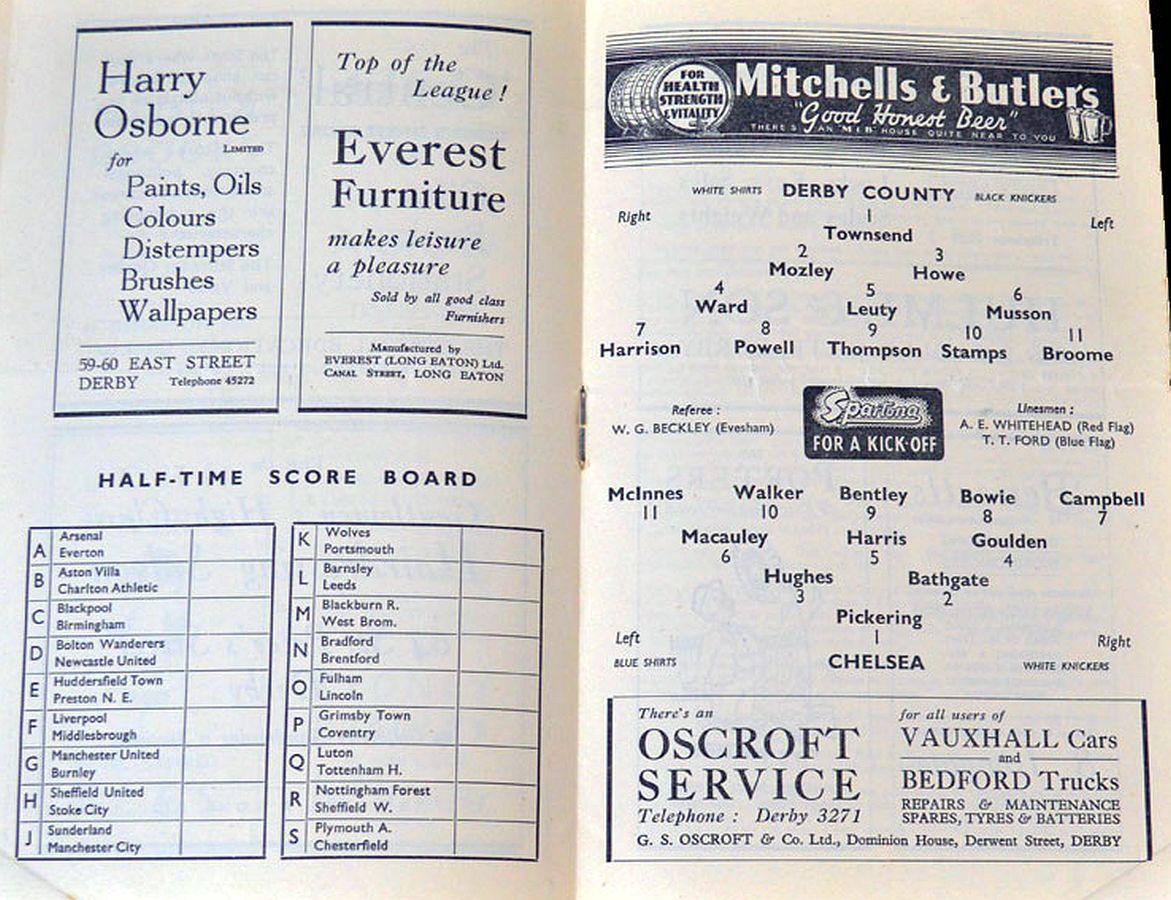 Harry
Osborne
LIMITED
for
Paints, Oils
Colours
Distempers
Brushes
Wallpapers
59-60 EAST STREET
DERBY Telephone 45272
Top of the
League !
Everest
Furniture
makes leisure
a pleasure
Sold by all good class
Furnishers
Manufactured by
EVEREST (LONG EATON) Ltd.
CANAL STREET, LONG EATON
HALF-TIME SCORE BOARD
A Arsenal
Everton
B Aston Villa
Charlton Athletic
C Blackpool
Birmingham
D Bolton Wanderers
Newcastle United
E Huddersfield Town
Preston N. E.
F Liverpool
Middlesbrough
G Manchester United
Burnley
H Sheffield United
Stoke City
J Sunderland
Manchester City
K Wolves
Portsmouth
L Barnsley
Leeds
M Blackburn R.
West Brom.
N Bradford
Brentford
O Fulham
Lincoln
P Grimsby Town
Coventry
Q Luton
Tottenham H.
R Nottingham Forest
Sheffield W.
S Plymouth A.
Chesterfield
FOR
HEALTH
STRENGTH
& VITALITY
Mitchells & Butlers
"Good Honest Beer"
THERE'S AN "M & B" HOUSE QUITE NEAR TO YOU
WHITE SHIRTS DERBY COUNTY BLACK KNICKERS
Right Left
1
Townsend
2 3
Mozley Howe
4 5 6
Ward Leuty Musson
7 8 9 10 11
Harrison Powell Thompson Stamps Broome
Referee :
W. G. BECKLEY (Evesham)
Spartona
FOR A KICK-OFF
Linesmen :
A. E. WHITEHEAD (Red Flag)
T. T. FORD (Blue Flag)
McInnes Walker Bentley Bowie Campbell
11 10 9 8 7
Macauley Harris Goulden
6 5 4
Hughes Bathgate
3 2
Pickering
1
Left Right
BLUE SHIRTS CHELSEA WHITE KNICKERS
There's an
OSCROFT
SERVICE
Telephone : Derby 3271
for all users of
VAUXHALL Cars
and
BEDFORD Trucks
REPAIRS & MAINTENANCE
SPARES, TYRES & BATTERIES
G. S. OSCROFT & Co. Ltd., Dominion House, Derwent Street, DERBY